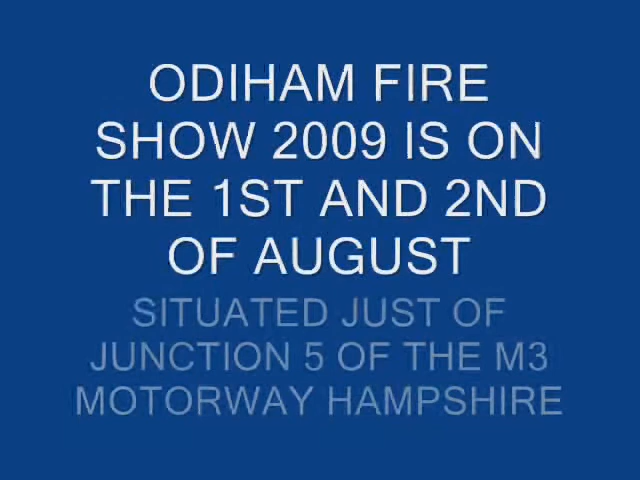 ODIHAM FIRE
SHOW 2009 IS ON
THE 1ST AND 2ND
OF AUGUST
SITUATED JUST OF
JUNCTION 5 OF THE M3
MOTORWAY HAMPSHIRE